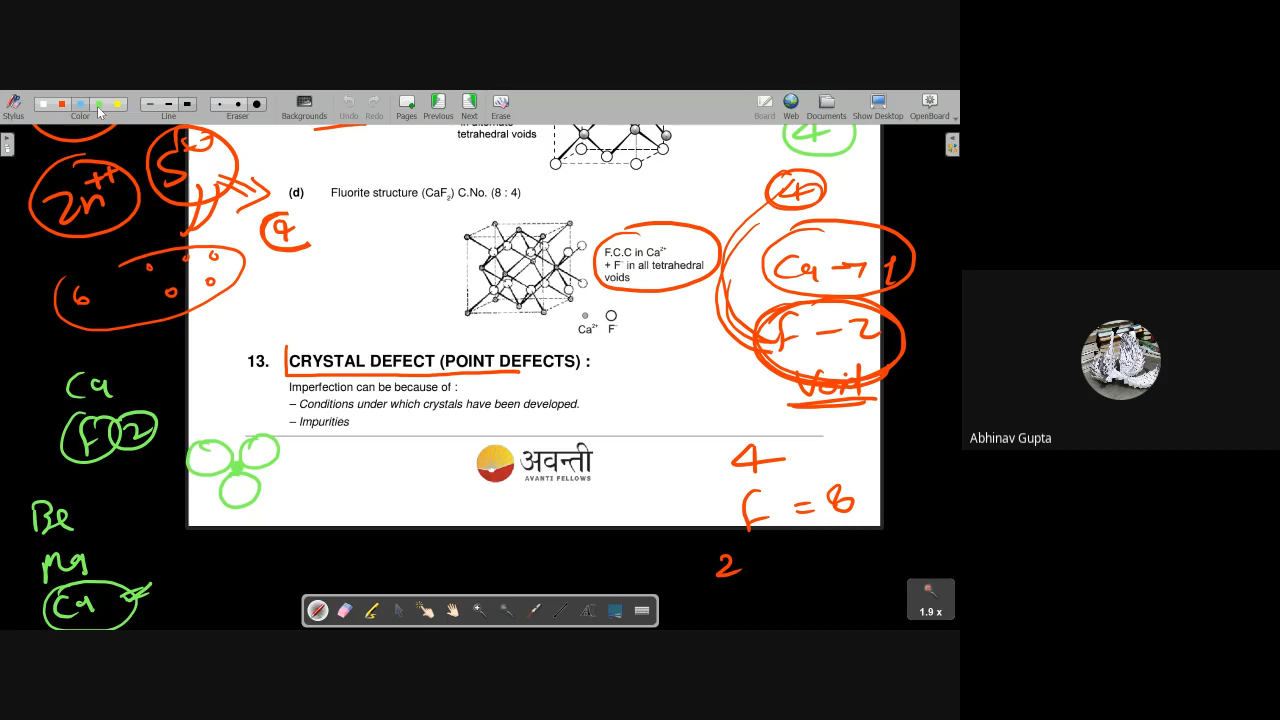 Stylus
Color
Line
Eraser
Backgrounds
Undo
Redo
Pages
Previous
Next
Erase
Board
Web
Documents
Show Desktop
OpenBoard
in alternate
tetrahedral voids
4
Zn++
S
(d) Fluorite structure (CaF2) C.No. (8 : 4)
4
F.C.C in Ca2+
+ F− in all tetrahedral
voids
Ca → 1
6
F − 2
Ca2+ F−
Void
13. CRYSTAL DEFECT (POINT DEFECTS) :
Ca
Imperfection can be because of :
– Conditions under which crystals have been developed.
– Impurities
F 2
अवन्ती
AVANTI FELLOWS
4
F = 8
Be
Mg
2
Ca
1.9 x
Abhinav Gupta